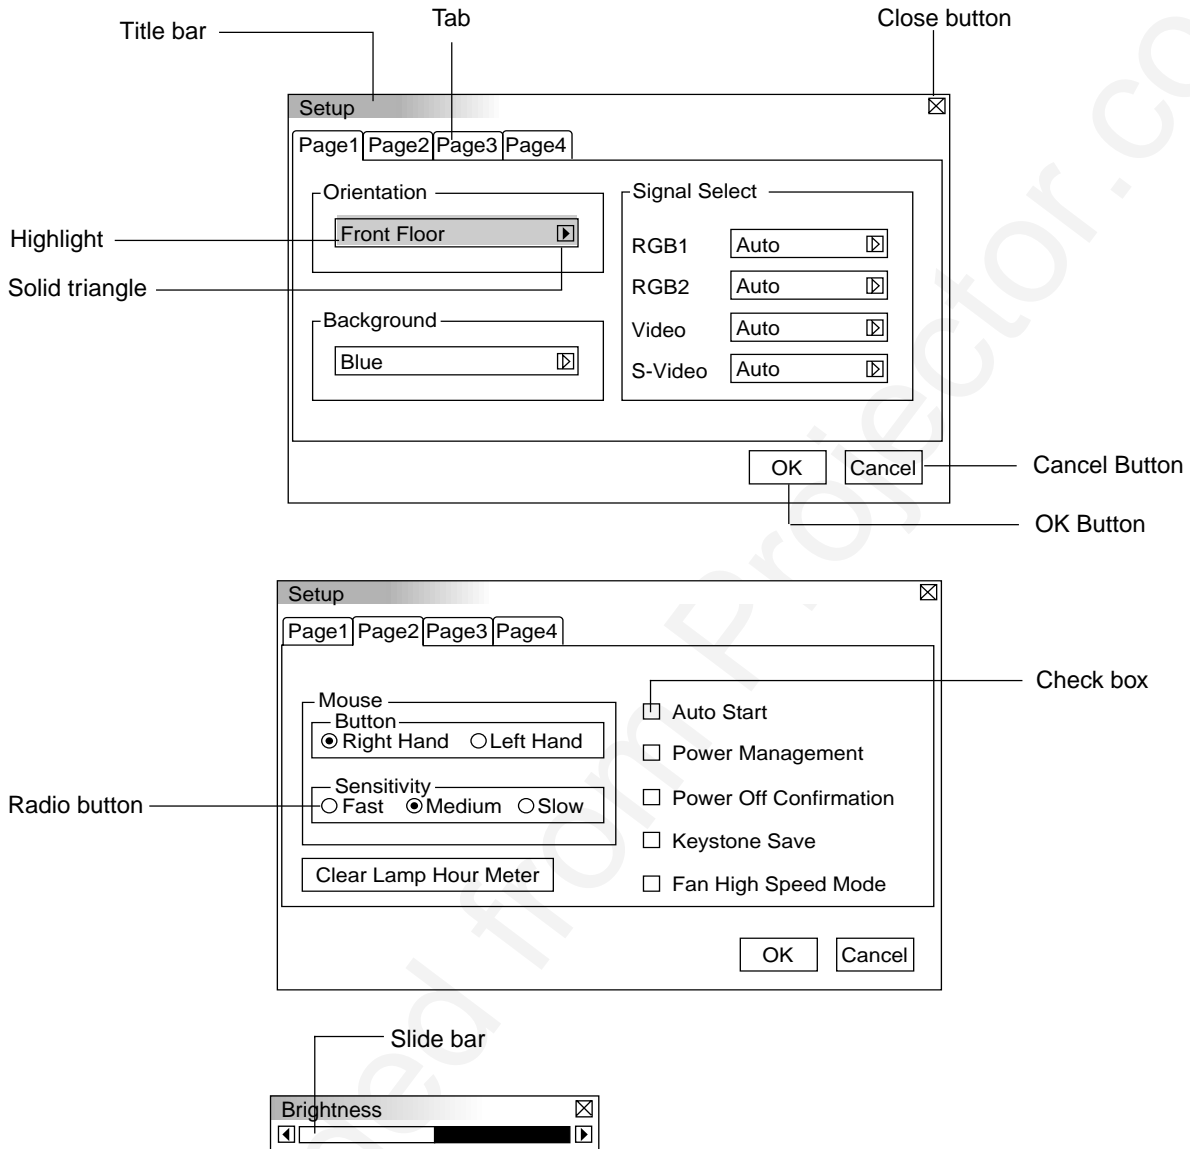 Title bar
Tab
Close button
Setup
Page1 Page2 Page3 Page4
Orientation
Front Floor
Highlight
Solid triangle
Background
Blue
Signal Select
RGB1 Auto
RGB2 Auto
Video Auto
S-Video Auto
OK Cancel
Cancel Button
OK Button
Setup
Page1 Page2 Page3 Page4
Mouse
Button
Right Hand Left Hand
Sensitivity
Fast Medium Slow
Radio button
Clear Lamp Hour Meter
Check box
Auto Start
Power Management
Power Off Confirmation
Keystone Save
Fan High Speed Mode
OK Cancel
Slide bar
Brightness
from Projector.co